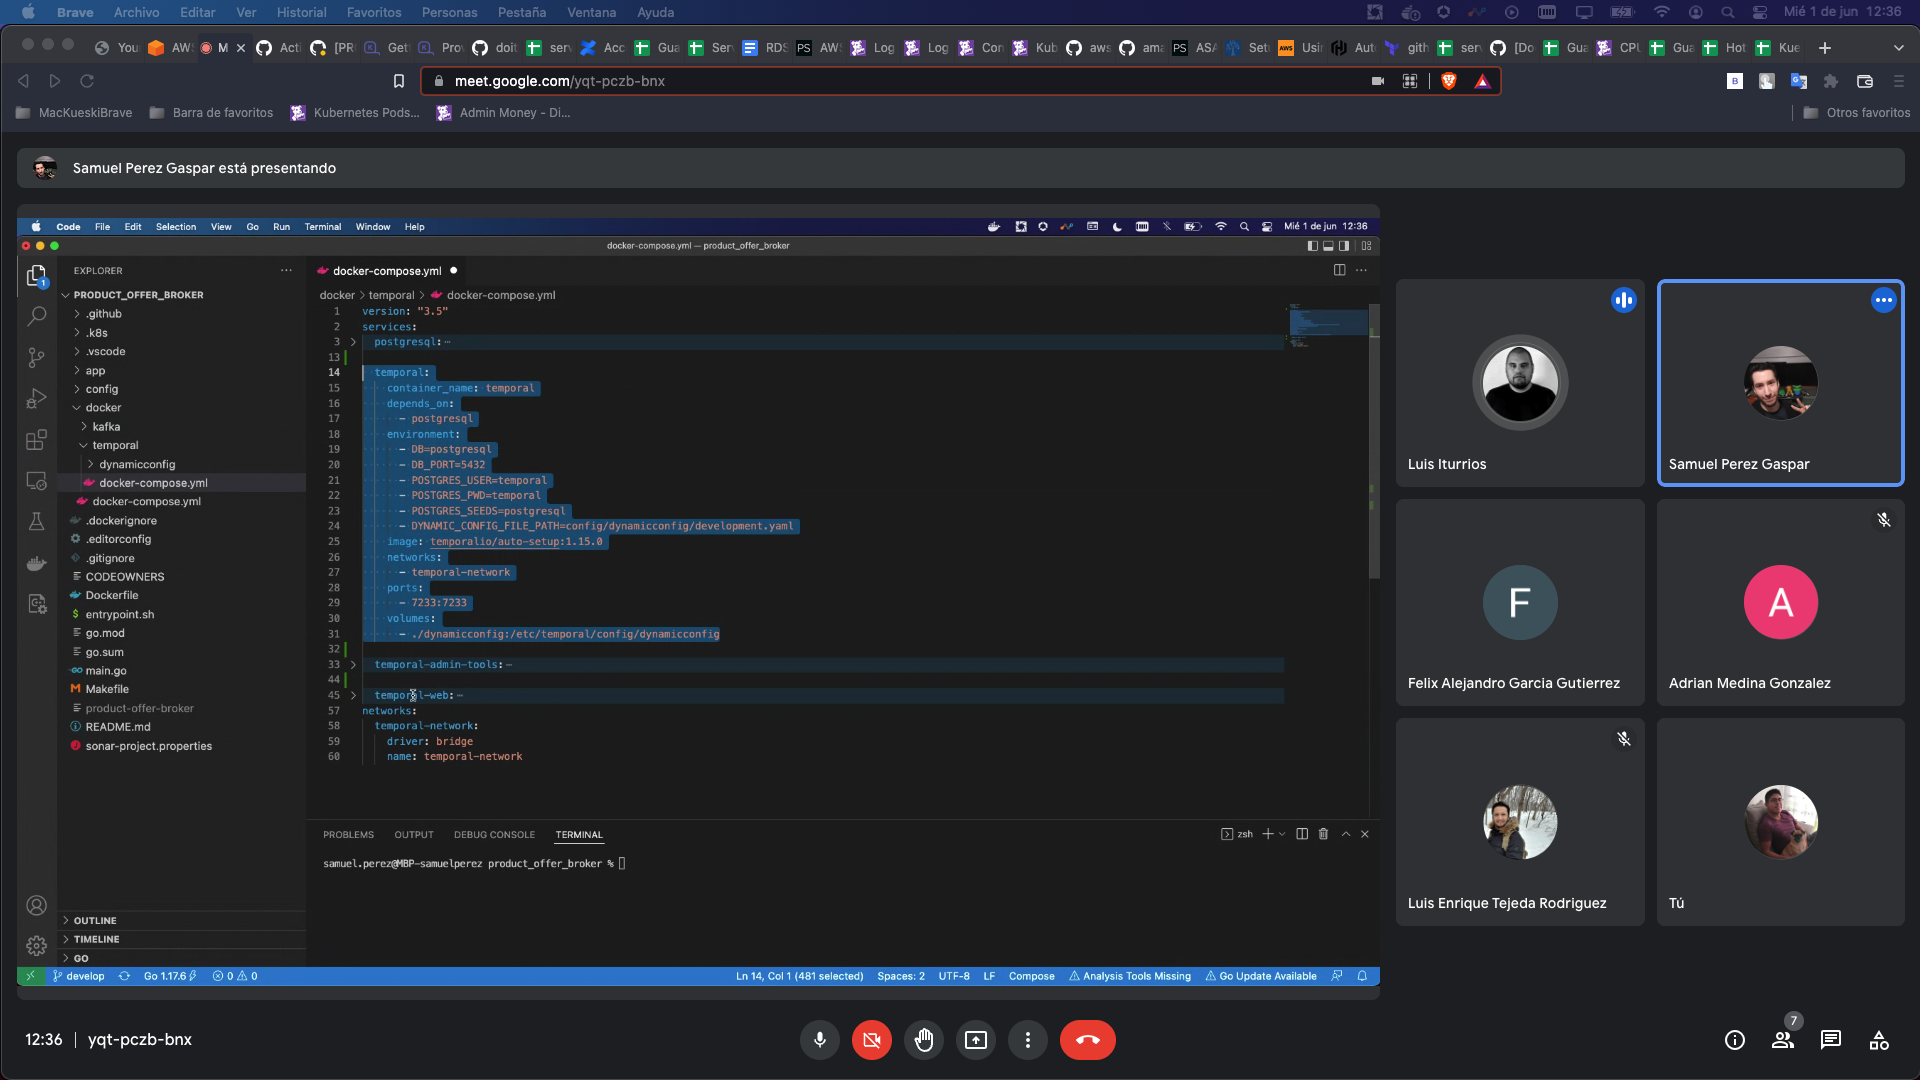 Brave Archivo Editar Ver Historial Favoritos Personas Pestaña Ventana Ayuda Mié 1 de jun 12:36
You AWS M Acti [PR Get Pro doit serv Acc Gua Ser RDS AWS Log Log Con Kub aws ama ASA Set Usin Auto gith serv [Do Gua CPU Gua Hot Kue
meet.google.com/yqt-pczb-bnx
MacKueskiBrave Barra de favoritos Kubernetes Pods... Admin Money - Di... Otros favoritos
Samuel Perez Gaspar está presentando
Code File Edit Selection View Go Run Terminal Window Help Mié 1 de jun 12:36
docker-compose.yml — product_offer_broker
EXPLORER
PRODUCT_OFFER_BROKER
.github
.k8s
.vscode
app
config
docker
kafka
temporal
dynamicconfig
docker-compose.yml
docker-compose.yml
.dockerignore
.editorconfig
.gitignore
CODEOWNERS
Dockerfile
entrypoint.sh
go.mod
go.sum
main.go
Makefile
product-offer-broker
README.md
sonar-project.properties
OUTLINE
TIMELINE
GO
docker-compose.yml
docker > temporal > docker-compose.yml
1 version: "3.5"
2 services:
3 postgresql:
13
14 temporal:
15 container_name: temporal
16 depends_on:
17 - postgresql
18 environment:
19 - DB=postgresql
20 - DB_PORT=5432
21 - POSTGRES_USER=temporal
22 - POSTGRES_PWD=temporal
23 - POSTGRES_SEEDS=postgresql
24 - DYNAMIC_CONFIG_FILE_PATH=config/dynamicconfig/development.yaml
25 image: temporalio/auto-setup:1.15.0
26 networks:
27 - temporal-network
28 ports:
29 - 7233:7233
30 volumes:
31 - ./dynamicconfig:/etc/temporal/config/dynamicconfig
32
33 temporal-admin-tools:
44
45 temporal-web:
57 networks:
58 temporal-network:
59 driver: bridge
60 name: temporal-network
PROBLEMS OUTPUT DEBUG CONSOLE TERMINAL zsh
samuel.perez@MBP-samuelperez product_offer_broker %
develop Go 1.17.6 0 0 Ln 14, Col 1 (481 selected) Spaces: 2 UTF-8 LF Compose Analysis Tools Missing Go Update Available
Luis Iturrios
Samuel Perez Gaspar
F
Felix Alejandro Garcia Gutierrez
A
Adrian Medina Gonzalez
Luis Enrique Tejeda Rodriguez
Tú
12:36 | yqt-pczb-bnx
7